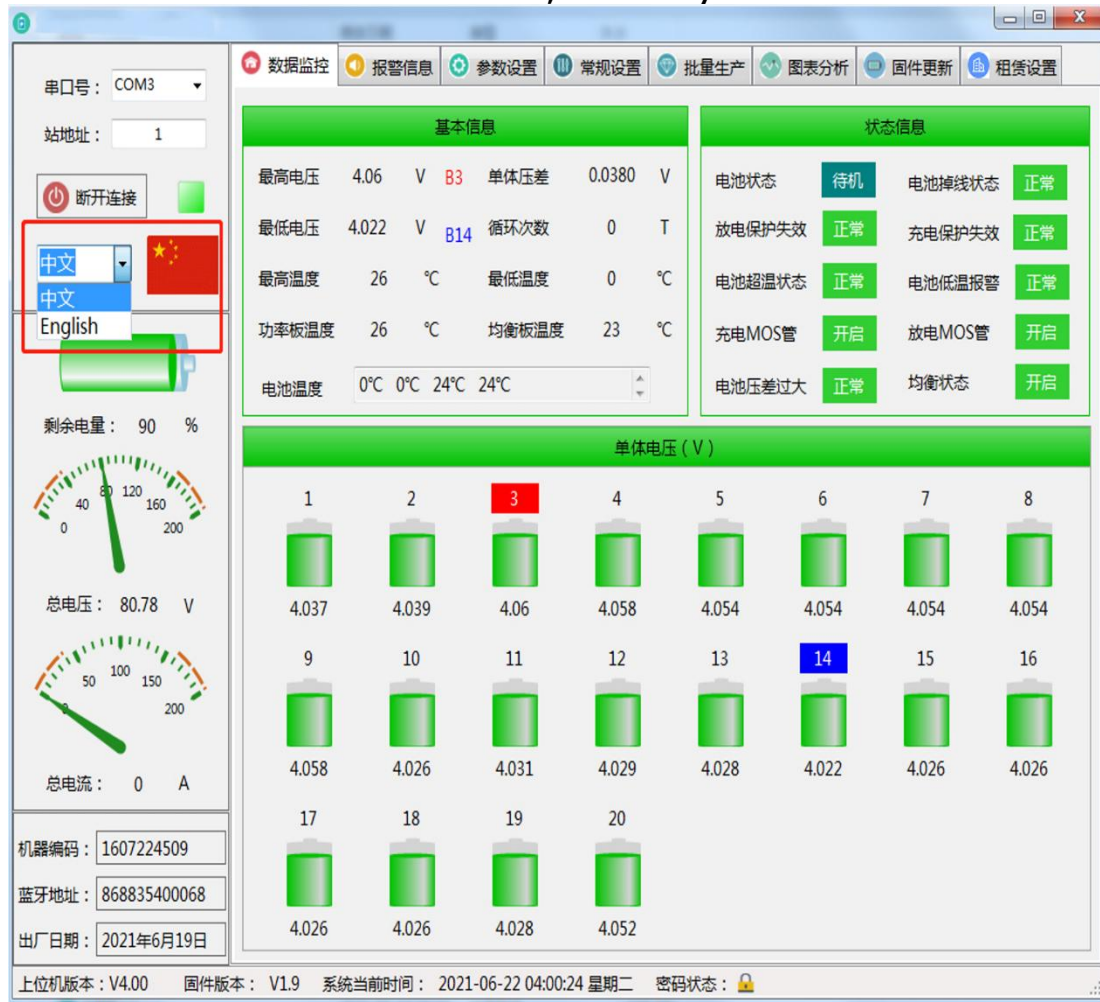 数据监控 报警信息 参数设置 常规设置 批量生产 图表分析 固件更新 租赁设置
串口号： COM3
站地址： 1
断开连接
中文
中文
English
剩余电量： 90 %
0 40 80 120 160 200
总电压： 80.78 V
50 100 150 200
总电流： 0 A
机器编码： 1607224509
蓝牙地址： 868835400068
出厂日期： 2021年6月19日
基本信息
最高电压 4.06 V B3 单体压差 0.0380 V
最低电压 4.022 V B14 循环次数 0 T
最高温度 26 ℃ 最低温度 0 ℃
功率板温度 26 ℃ 均衡板温度 23 ℃
电池温度 0℃ 0℃ 24℃ 24℃
状态信息
电池状态 待机 电池掉线状态 正常
放电保护失效 正常 充电保护失效 正常
电池超温状态 正常 电池低温报警 正常
充电MOS管 开启 放电MOS管 开启
电池压差过大 正常 均衡状态 开启
单体电压（V）
1 2 3 4 5 6 7 8
4.037 4.039 4.06 4.058 4.054 4.054 4.054 4.054
9 10 11 12 13 14 15 16
4.058 4.026 4.031 4.029 4.028 4.022 4.026 4.026
17 18 19 20
4.026 4.026 4.028 4.052
上位机版本：V4.00 固件版本： V1.9 系统当前时间： 2021-06-22 04:00:24 星期二 密码状态：